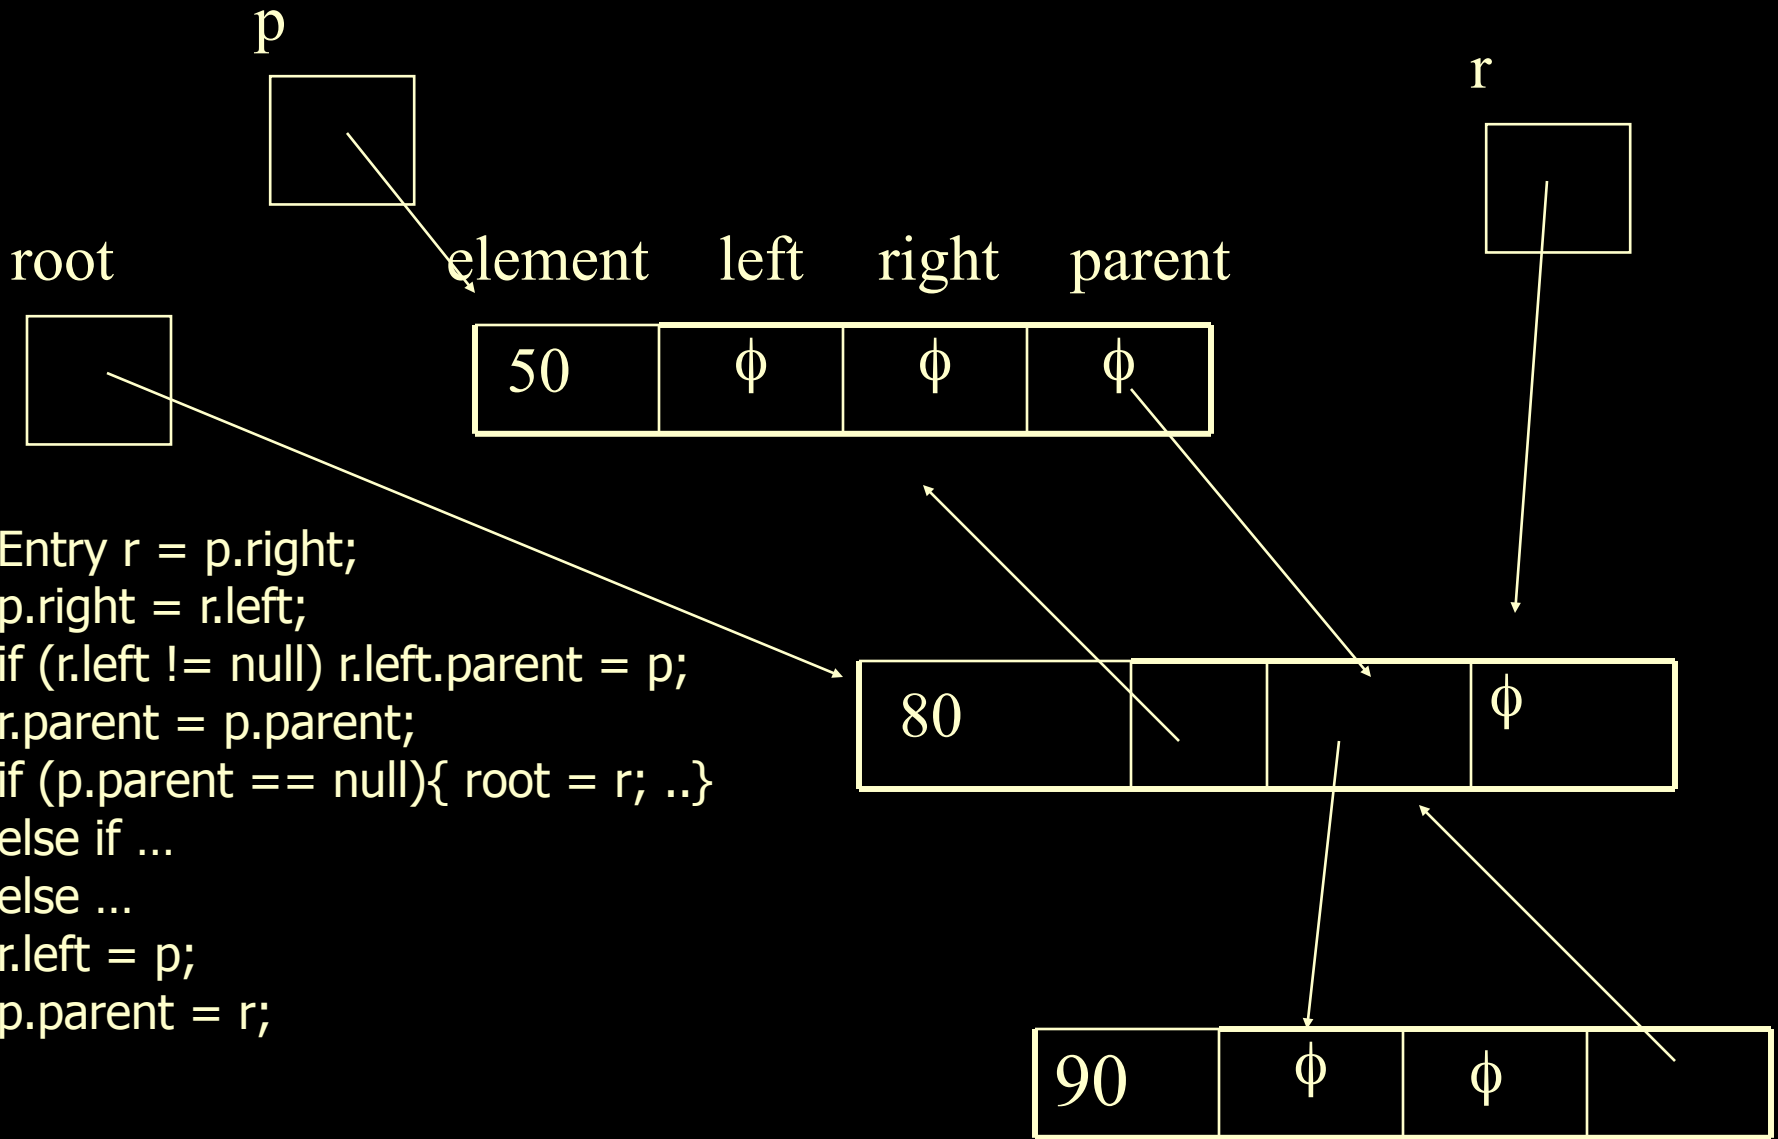 p
r
root
element left right parent
50 ϕ ϕ ϕ
Entry r = p.right;
p.right = r.left;
if (r.left != null) r.left.parent = p;
r.parent = p.parent;
if (p.parent == null){ root = r; ..}
else if …
else …
r.left = p;
p.parent = r;
80 ϕ
90 ϕ ϕ